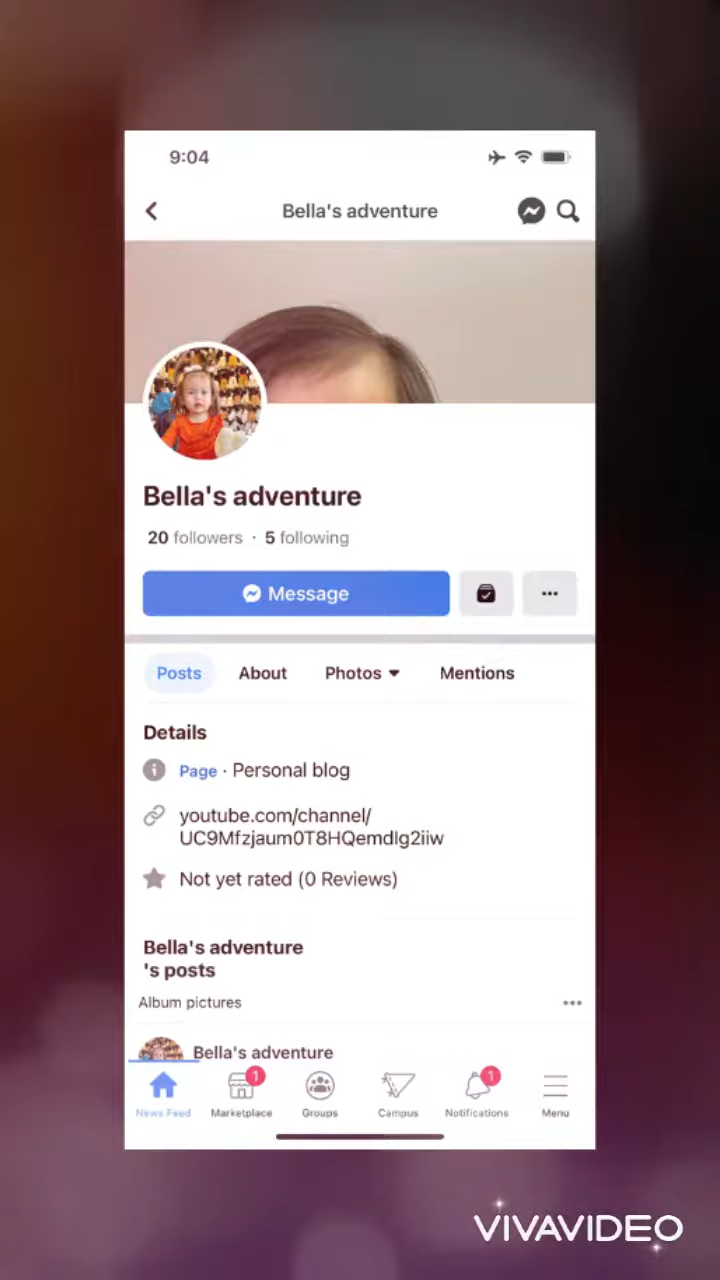 9:04
Bella's adventure
Bella's adventure
20 followers · 5 following
Message
Posts About Photos Mentions
Details
Page · Personal blog
youtube.com/channel/
UC9Mfzjaum0T8HQemdlg2iiw
Not yet rated (0 Reviews)
Bella's adventure
's posts
Album pictures
Bella's adventure
1 1
News Feed Marketplace Groups Campus Notifications Menu
VIVAVIDEO